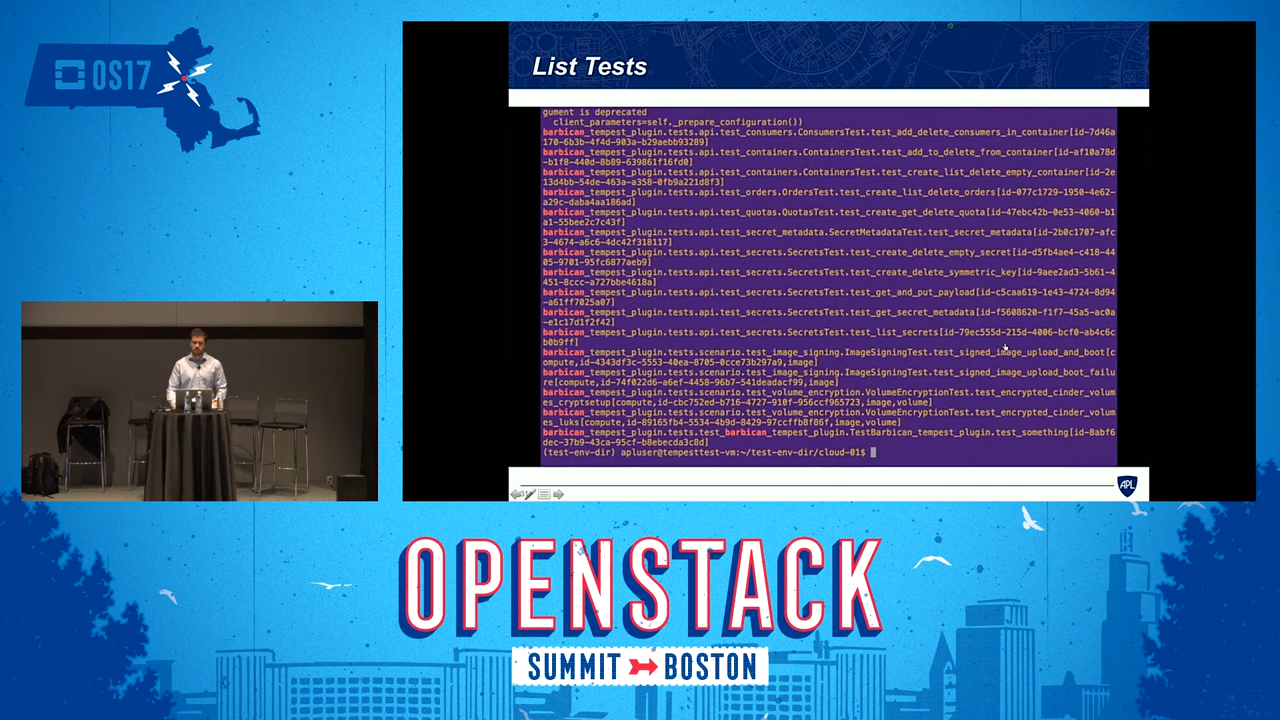 OS17
List Tests
gument is deprecated
client_parameters=self._prepare_configuration())
barbican_tempest_plugin.tests.api.test_consumers.ConsumersTest.test_add_delete_consumers_in_container[id-7d46a
170-6b3b-4f4d-903a-b29aebb93289]
barbican_tempest_plugin.tests.api.test_containers.ContainersTest.test_add_to_delete_from_container[id-af10a78d
-b1f8-440d-8b89-639861f16fd0]
barbican_tempest_plugin.tests.api.test_containers.ContainersTest.test_create_list_delete_empty_container[id-2e
13d4bb-54de-463a-a358-0fb9a221d8f3]
barbican_tempest_plugin.tests.api.test_orders.OrdersTest.test_create_list_delete_orders[id-077c1729-1950-4e62-
a29c-daba4aa186ad]
barbican_tempest_plugin.tests.api.test_quotas.QuotasTest.test_create_get_delete_quota[id-47ebc42b-0e53-4060-b1
a1-55bee2c7c43f]
barbican_tempest_plugin.tests.api.test_secret_metadata.SecretMetadataTest.test_secret_metadata[id-2b0c1707-afc
3-4674-a6c6-4dc42f318117]
barbican_tempest_plugin.tests.api.test_secrets.SecretsTest.test_create_delete_empty_secret[id-d5fb4ae4-c418-44
05-9701-95fc6877aeb9]
barbican_tempest_plugin.tests.api.test_secrets.SecretsTest.test_create_delete_symmetric_key[id-9aee2ad3-5b61-4
451-8ccc-a727bbe4618a]
barbican_tempest_plugin.tests.api.test_secrets.SecretsTest.test_get_and_put_payload[id-c5caa619-1e43-4724-8d94
-a61ff7025a07]
barbican_tempest_plugin.tests.api.test_secrets.SecretsTest.test_get_secret_metadata[id-f5608620-f1f7-45a5-ac0a
-e1c17d1f2f42]
barbican_tempest_plugin.tests.api.test_secrets.SecretsTest.test_list_secrets[id-79ec555d-215d-4006-bcf0-ab4c6c
b0b9ff]
barbican_tempest_plugin.tests.scenario.test_image_signing.ImageSigningTest.test_signed_image_upload_and_boot[c
ompute,id-4343df3c-5553-40ea-8705-0cce73b297a9,image]
barbican_tempest_plugin.tests.scenario.test_image_signing.ImageSigningTest.test_signed_image_upload_boot_failu
re[compute,id-74f022d6-a6ef-4458-96b7-541deadacf99,image]
barbican_tempest_plugin.tests.scenario.test_volume_encryption.VolumeEncryptionTest.test_encrypted_cinder_volum
es_cryptsetup[compute,id-cbc752ed-b716-4727-910f-956ccf965723,image,volume]
barbican_tempest_plugin.tests.scenario.test_volume_encryption.VolumeEncryptionTest.test_encrypted_cinder_volum
es_luks[compute,id-89165fb4-5534-4b9d-8429-97ccffb8f86f,image,volume]
barbican_tempest_plugin.tests.test_barbican_tempest_plugin.TestBarbican_tempest_plugin.test_something[id-8abf6
dec-37b9-43ca-95cf-b8ebecda3c8d]
(test-env-dir) apluser@tempesttest-vm:~/test-env-dir/cloud-01$
APL
OPENSTACK
SUMMIT BOSTON